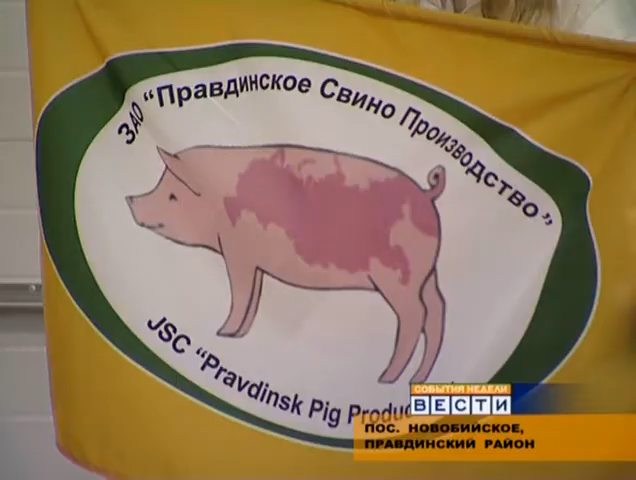 ЗАО “Правдинское Свино Производство”
JSC “Pravdinsk Pig Produc
СОБЫТИЯ НЕДЕЛИ
ВЕСТИ
ПОС. НОВОБИЙСКОЕ,
ПРАВДИНСКИЙ РАЙОН